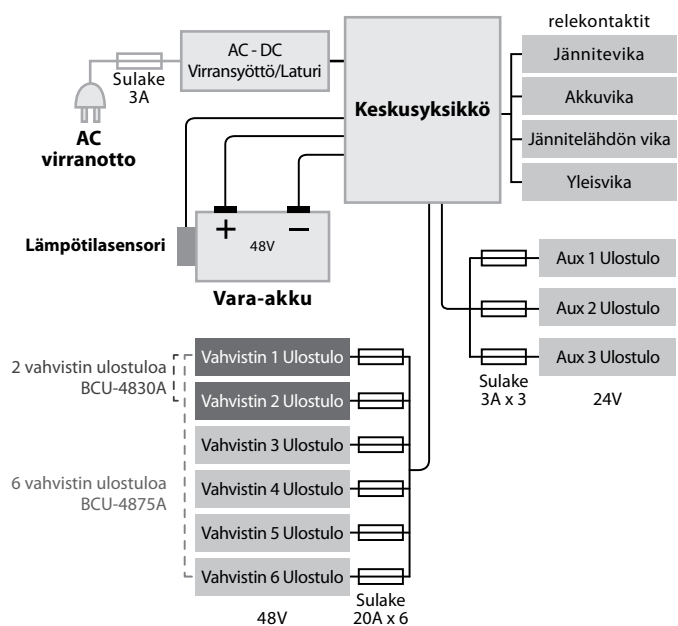 relekontaktit
AC - DC
Virransyöttö/Laturi
Sulake
3A
AC
virranotto
Keskusyksikkö
Jännitevika
Akkuvika
Jännitelähdön vika
Yleisvika
Lämpötilasensori
+ −
48V
Vara-akku
Aux 1 Ulostulo
Aux 2 Ulostulo
Aux 3 Ulostulo
Sulake
3A x 3
24V
2 vahvistin ulostuloa
BCU-4830A
6 vahvistin ulostuloa
BCU-4875A
Vahvistin 1 Ulostulo
Vahvistin 2 Ulostulo
Vahvistin 3 Ulostulo
Vahvistin 4 Ulostulo
Vahvistin 5 Ulostulo
Vahvistin 6 Ulostulo
48V
Sulake
20A x 6